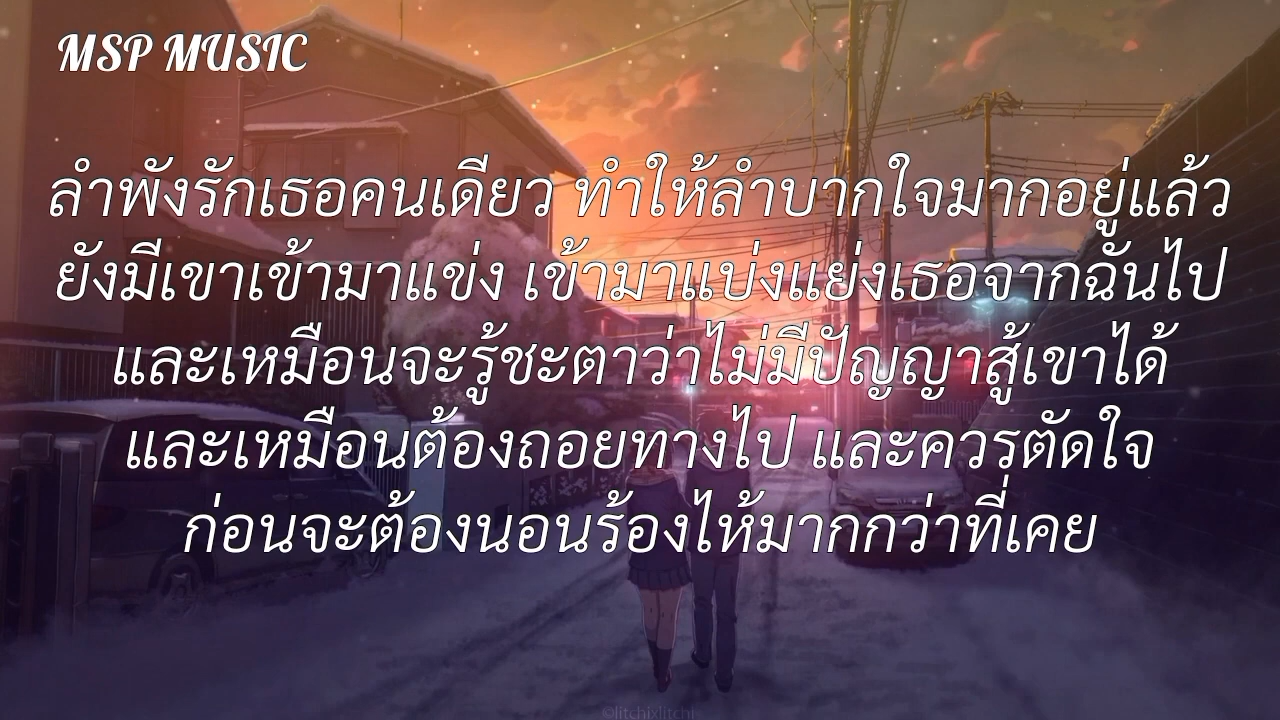 MSP MUSIC
ลำพังรักเธอคนเดียว ทำให้ลำบากใจมากอยู่แล้ว
ยังมีเขาเข้ามาแข่ง เข้ามาแบ่งแย่งเธอจากฉันไป
และเหมือนจะรู้ชะตาว่าไม่มีปัญญาสู้เขาได้
และเหมือนต้องถอยทางไป และควรตัดใจ
ก่อนจะต้องนอนร้องไห้มากกว่าที่เคย
©litchixlitchi